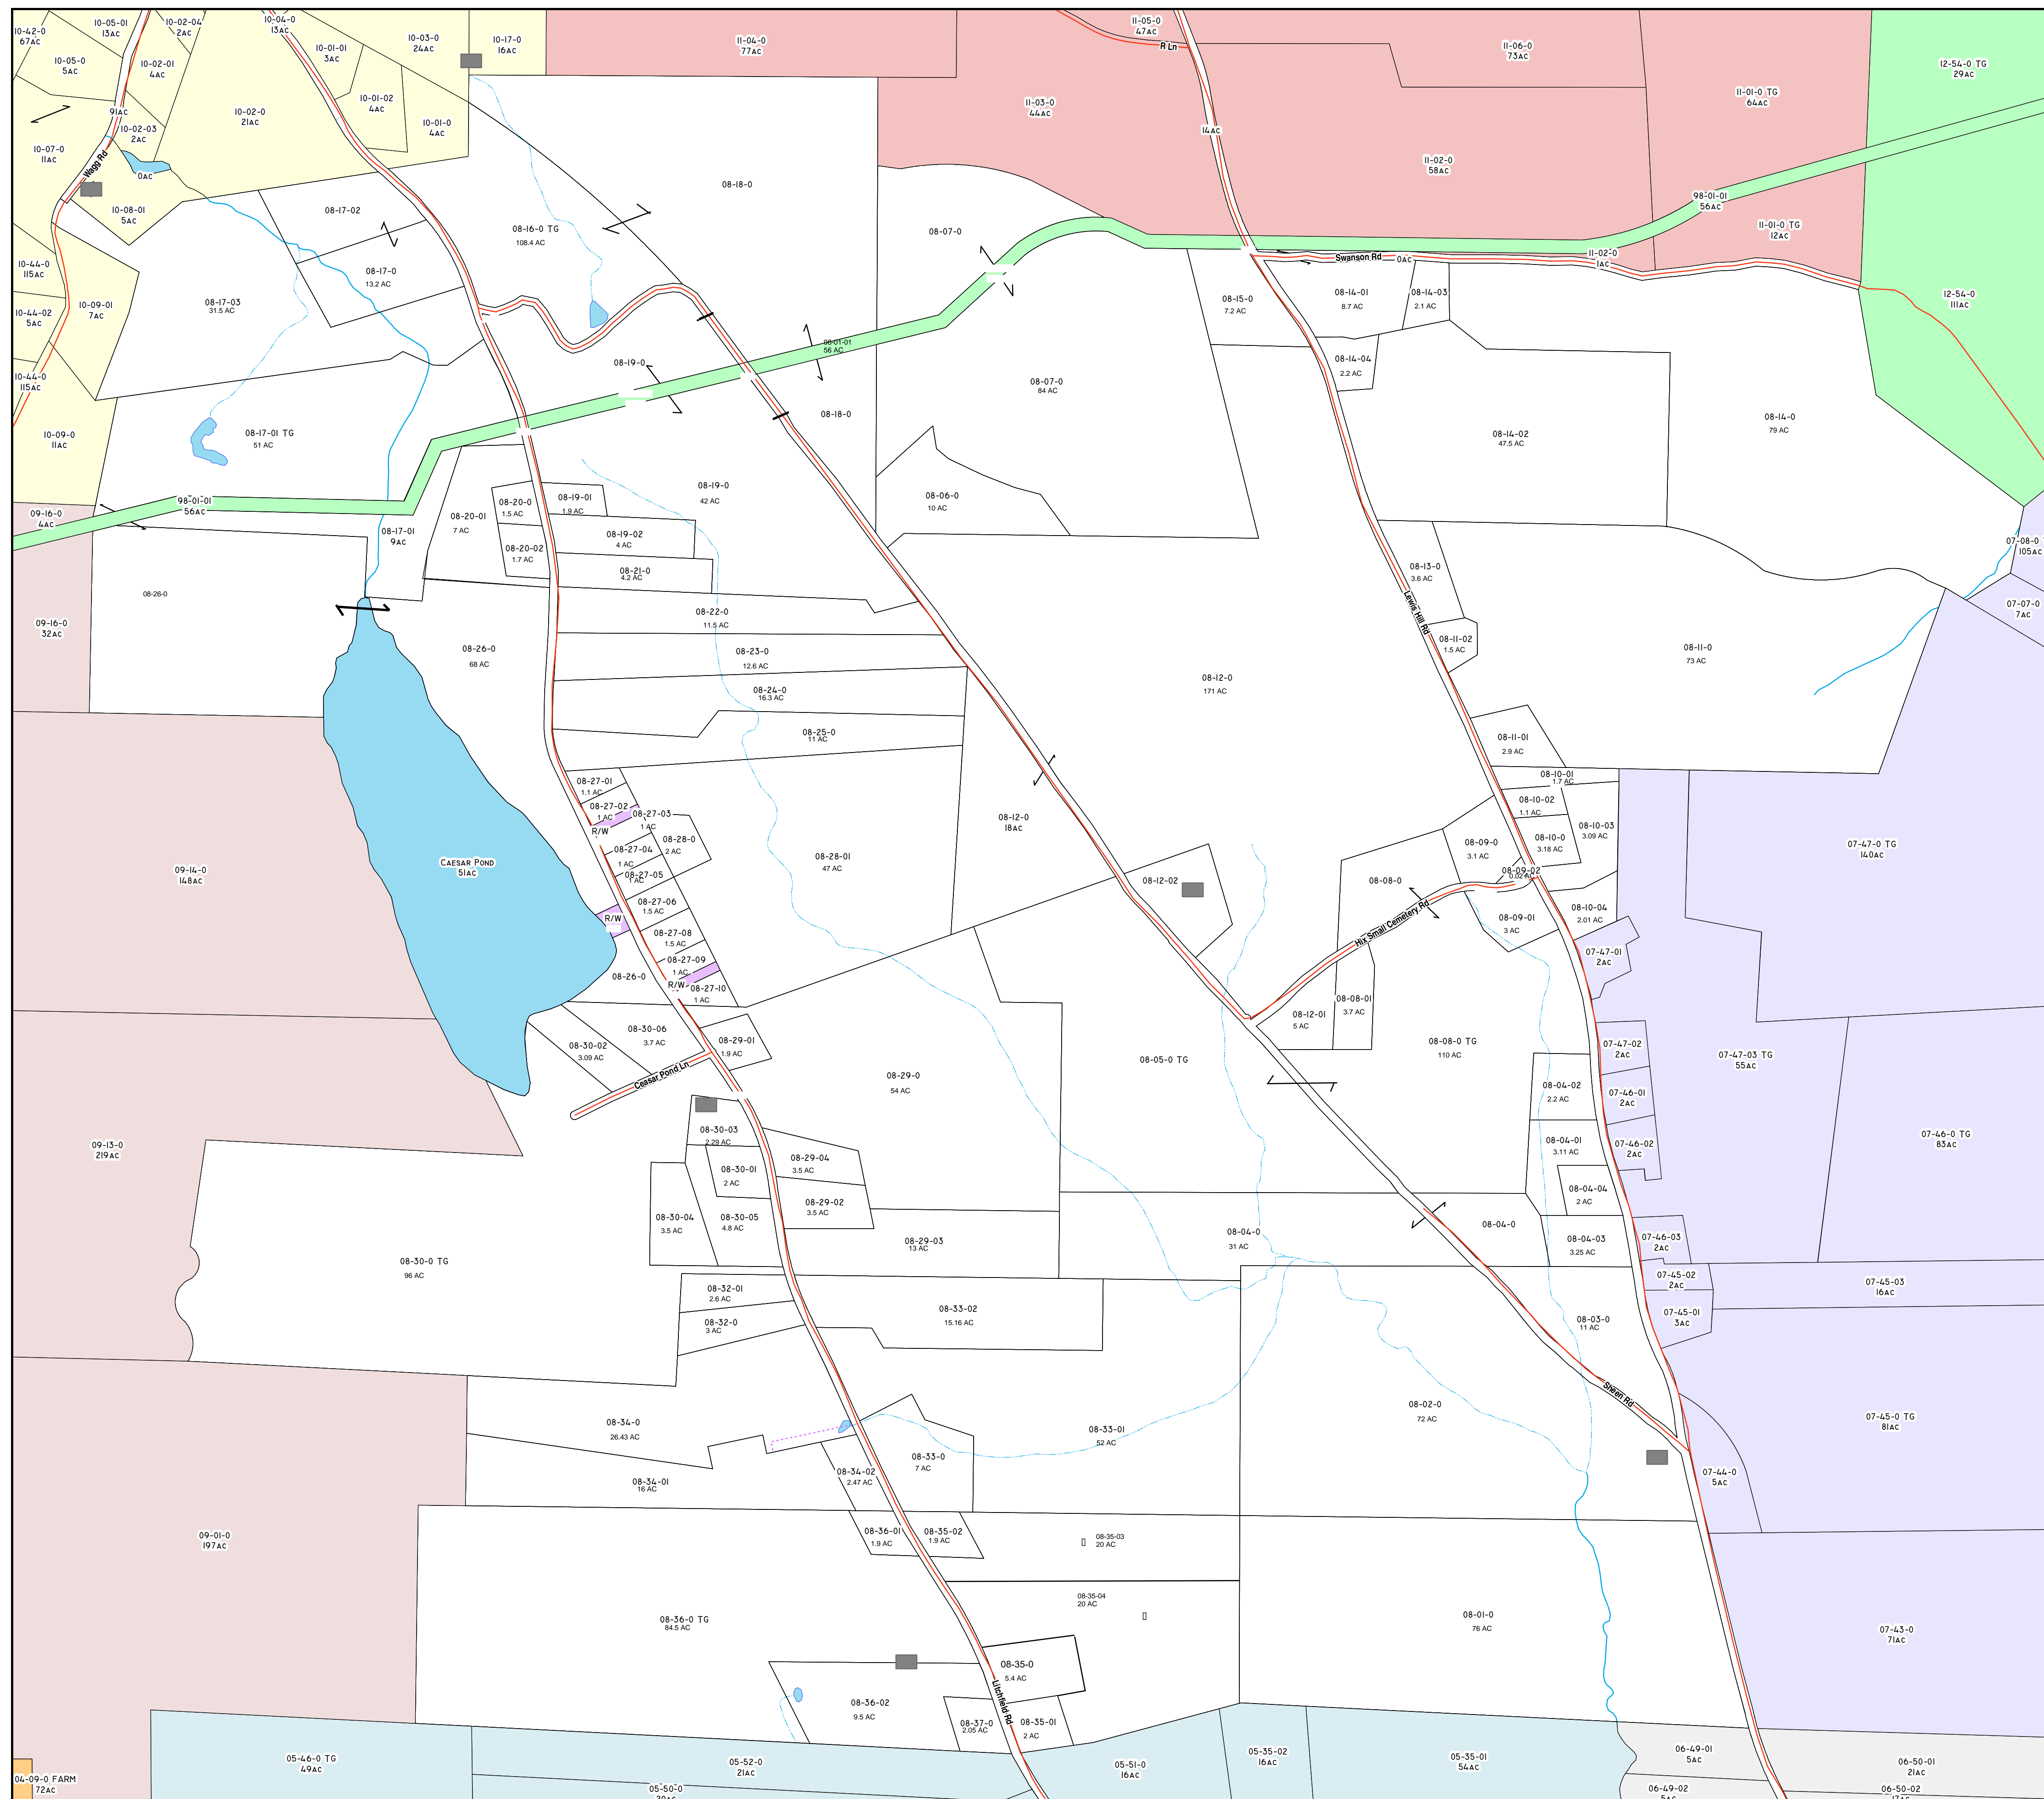 10-42-0
67AC
10-05-01
13AC
10-02-04
2AC
10-04-0
13AC
10-01-01
3AC
10-03-0
24AC
10-17-0
16AC
11-04-0
77AC
11-05-0
47AC
R Ln
11-06-0
73AC
12-54-0 TG
29AC
10-05-0
5AC
10-02-01
4AC
10-01-02
4AC
10-01-0
4AC
11-03-0
44AC
11-01-0 TG
64AC
91AC
10-02-03
2AC
10-02-0
21AC
14AC
10-07-0
11AC
Wagg Rd
0AC
11-02-0
58AC
08-18-0
10-08-01
5AC
08-17-02
08-16-0 TG
108.4 AC
08-07-0
98-01-01
56AC
11-01-0 TG
12AC
10-44-0
115AC
08-17-0
13.2 AC
Swanson Rd
0AC
11-02-0
1AC
10-44-02
5AC
10-09-01
7AC
08-17-03
31.5 AC
08-15-0
7.2 AC
08-14-01
8.7 AC
08-14-03
2.1 AC
12-54-0
111AC
08-01-01
56 AC
08-19-0
08-14-04
2.2 AC
10-44-0
115AC
08-07-0
84 AC
08-18-0
08-14-0
79 AC
10-09-0
11AC
08-17-01 TG
51 AC
08-14-02
47.5 AC
98-01-01
56AC
08-19-0
42 AC
08-06-0
10 AC
09-16-0
4AC
08-17-01
9AC
08-20-01
7 AC
08-20-0
1.5 AC
08-19-01
1.9 AC
08-19-02
4 AC
08-20-02
1.7 AC
08-21-0
4.2 AC
07-08-0
105AC
08-13-0
3.6 AC
Lewis Hill Rd
08-26-0
07-07-0
7AC
09-16-0
32AC
08-22-0
11.5 AC
08-11-02
1.5 AC
08-26-0
68 AC
08-23-0
12.6 AC
08-11-0
73 AC
08-12-0
171 AC
08-24-0
16.3 AC
08-25-0
11 AC
08-11-01
2.9 AC
08-27-01
1.1 AC
08-10-01
1.7 AC
08-27-02
1 AC
08-27-03
1 AC
R/W
08-12-0
18AC
08-10-02
1.1 AC
08-10-03
3.09 AC
08-28-0
2 AC
08-10-0
3.18 AC
08-09-0
3.1 AC
07-47-0 TG
140AC
08-27-04
1 AC
CAESAR POND
51AC
09-14-0
148AC
08-28-01
47 AC
08-27-05
1 AC
08-09-02
0.02 AC
08-12-02
08-08-0
08-27-06
1.5 AC
R/W
Hix Small Cemetery Rd
08-09-01
3 AC
08-10-04
2.01 AC
08-27-08
1.5 AC
07-47-01
2AC
08-27-09
1 AC
08-26-0
R/W
08-27-10
1 AC
08-08-01
3.7 AC
08-12-01
5 AC
08-30-06
3.7 AC
08-29-01
1.9 AC
08-30-02
3.09 AC
08-08-0 TG
110 AC
07-47-02
2AC
07-47-03 TG
55AC
08-05-0 TG
Ceasar Pond Ln
08-29-0
54 AC
08-04-02
2.2 AC
07-46-01
2AC
08-30-03
2.29 AC
09-13-0
219AC
08-04-01
3.11 AC
07-46-02
2AC
07-46-0 TG
83AC
08-29-04
3.5 AC
08-30-01
2 AC
08-04-04
2 AC
08-29-02
3.5 AC
08-30-04
3.5 AC
08-30-05
4.8 AC
08-04-0
08-04-0
31 AC
08-29-03
13 AC
08-04-03
3.25 AC
07-46-03
2AC
08-30-0 TG
96 AC
07-45-02
2AC
07-45-03
16AC
08-32-01
2.6 AC
08-33-02
15.16 AC
08-32-0
3 AC
07-45-01
3AC
08-03-0
11 AC
Sheen Rd
08-02-0
72 AC
07-45-0 TG
81AC
08-34-0
26.43 AC
08-33-01
52 AC
08-33-0
7 AC
08-34-02
2.47 AC
08-34-01
16 AC
07-44-0
5AC
08-36-01
1.9 AC
08-35-02
1.9 AC
08-35-03
20 AC
09-01-0
197AC
08-35-04
20 AC
08-36-0 TG
84.5 AC
08-01-0
76 AC
07-43-0
71AC
08-35-0
5.4 AC
Litchfield Rd
08-36-02
9.5 AC
08-37-0
2.05 AC
08-35-01
2 AC
05-46-0 TG
49AC
05-52-0
21AC
05-51-0
16AC
05-35-02
16AC
05-35-01
54AC
06-49-01
5AC
06-50-01
21AC
04-09-0 FARM
72AC
05-50-0
20AC
06-49-02
5AC
06-50-02
17AC